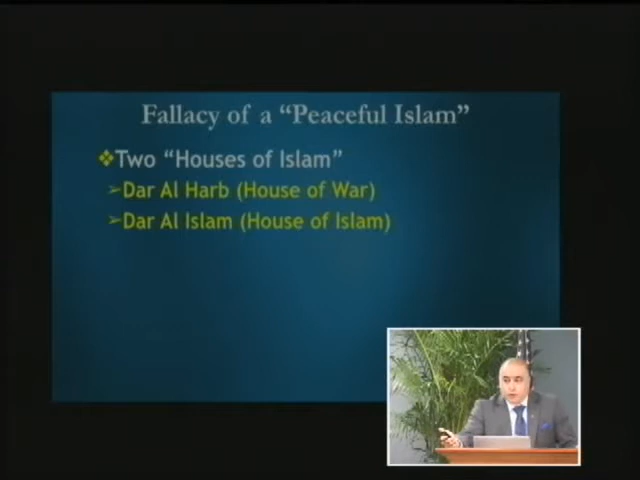 Fallacy of a “Peaceful Islam”
Two “Houses of Islam”
Dar Al Harb (House of War)
Dar Al Islam (House of Islam)